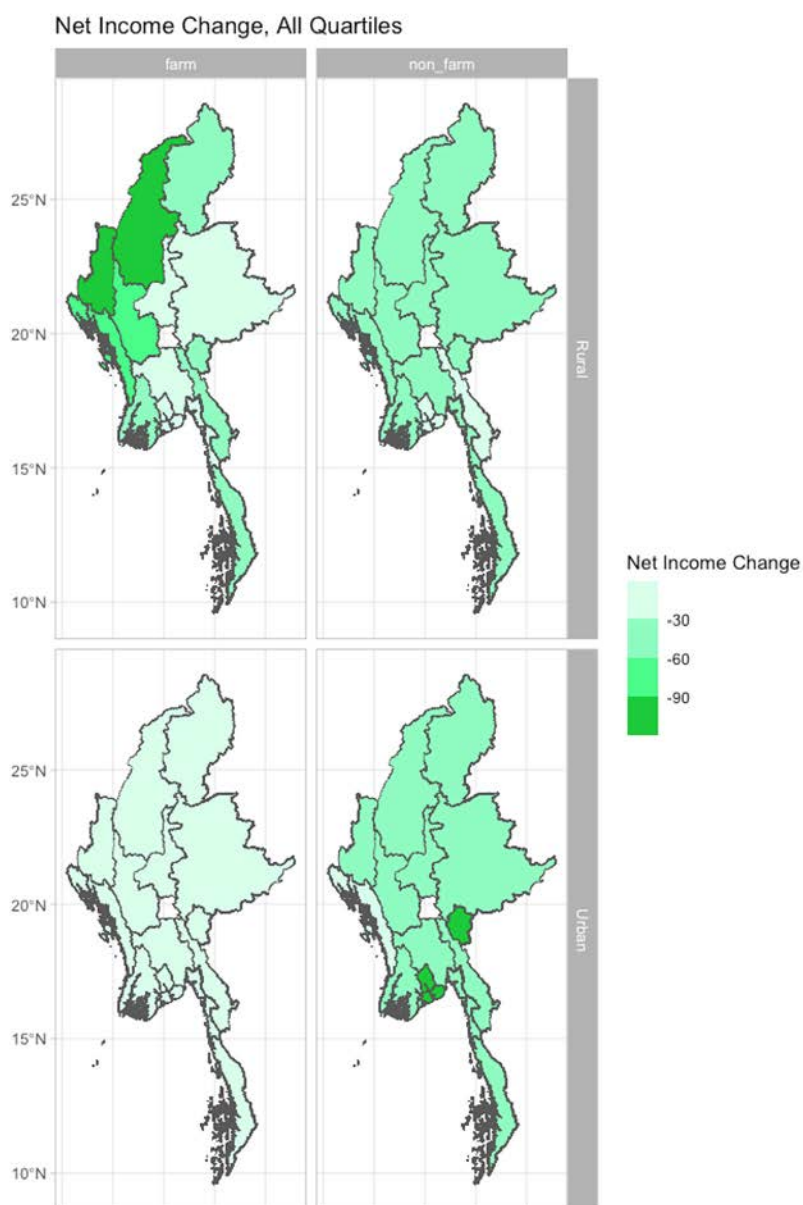 Net Income Change, All Quartiles
farm
non_farm
25°N
20°N
15°N
10°N
Rural
Net Income Change
-30
-60
-90
25°N
20°N
15°N
10°N
Urban